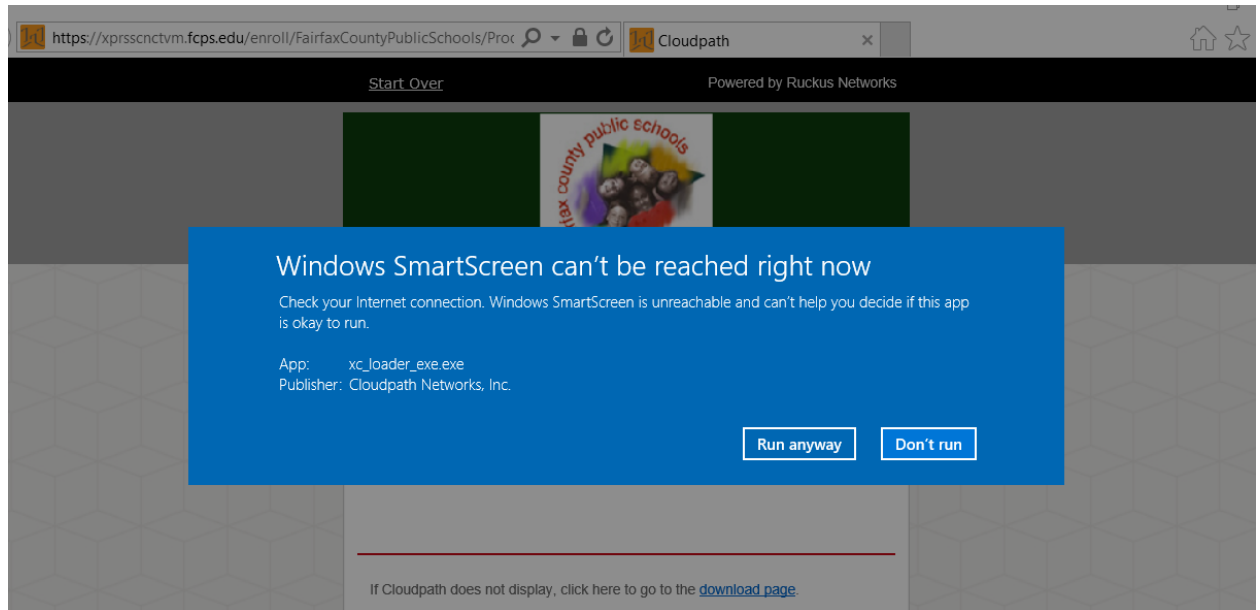 https://xprsscnctvm.fcps.edu/enroll/FairfaxCountyPublicSchools/Proc
Cloudpath
Start Over
Powered by Ruckus Networks
fax county public schools
Windows SmartScreen can't be reached right now
Check your Internet connection. Windows SmartScreen is unreachable and can't help you decide if this app
is okay to run.
App: xc_loader_exe.exe
Publisher: Cloudpath Networks, Inc.
Run anyway
Don't run
If Cloudpath does not display, click here to go to the download page.